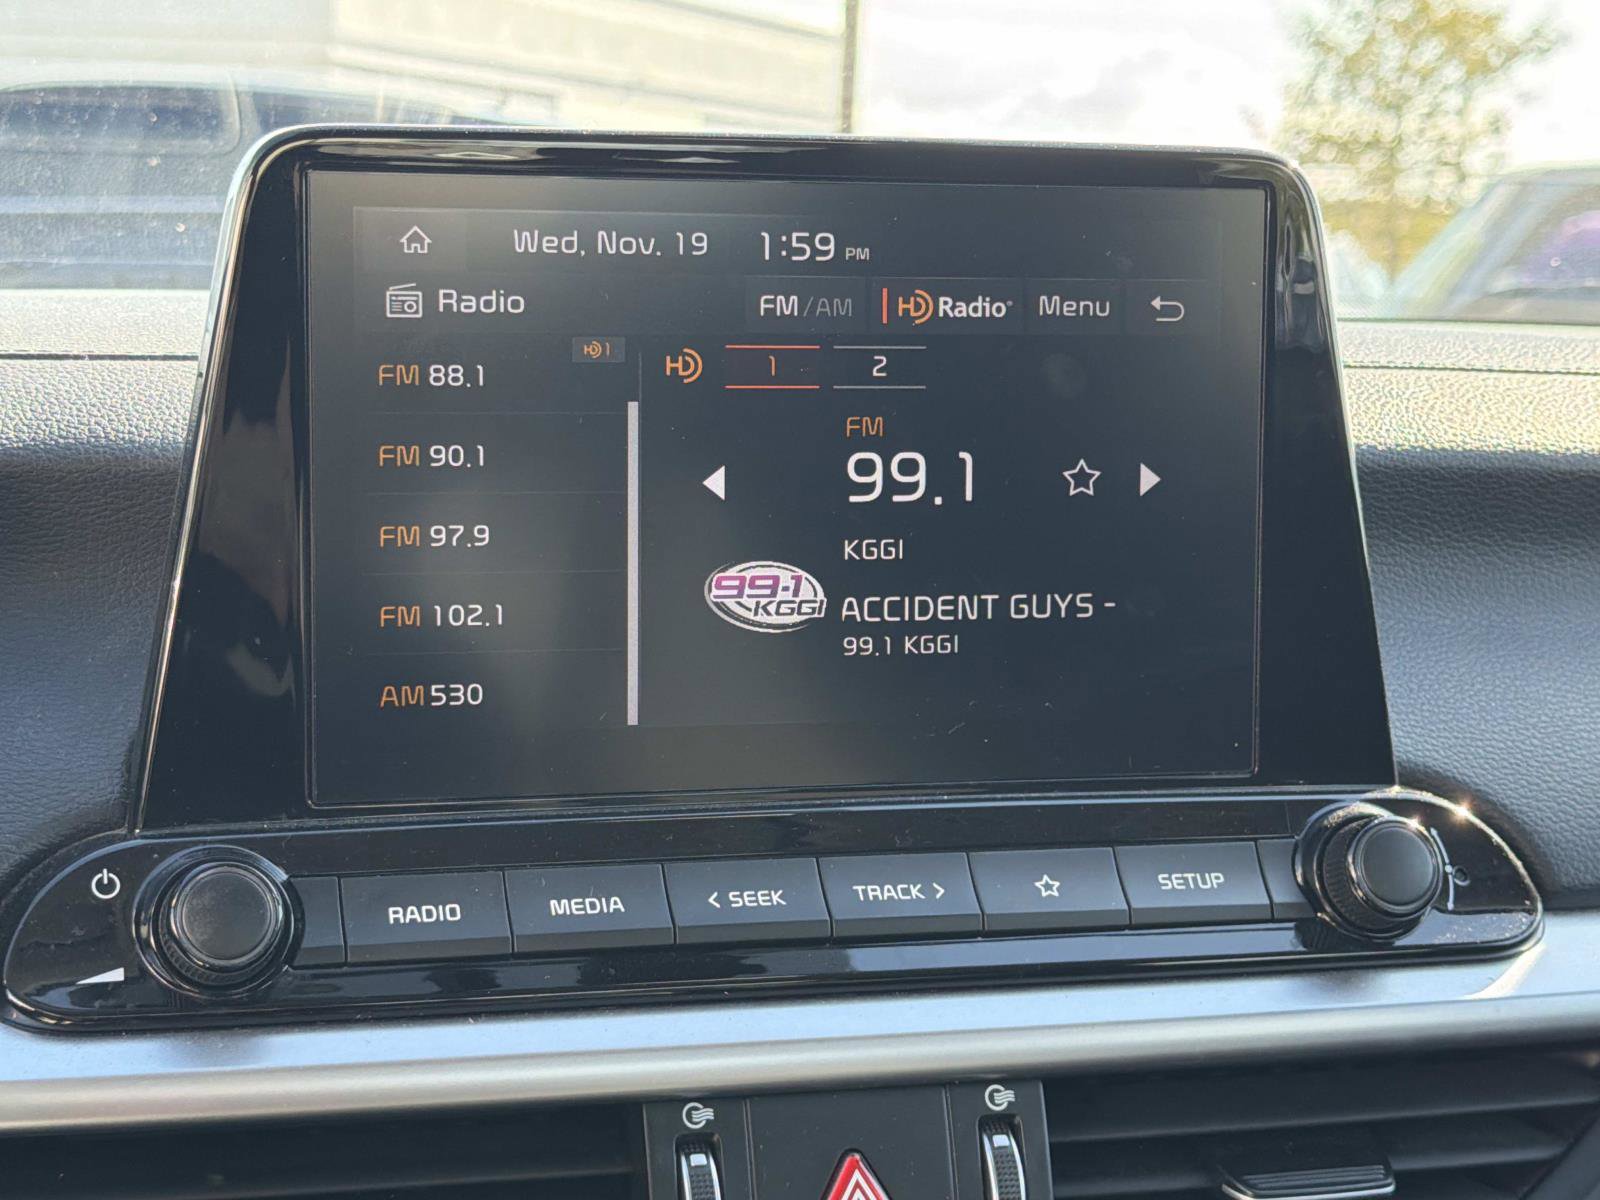 Wed, Nov. 19 1:59 PM
Radio FM/AM HD Radio® Menu
HD 1
FM 88.1
FM 90.1
FM 97.9
FM 102.1
AM 530
HD 1 2
FM
99.1
KGGI
99.1
KGGI
ACCIDENT GUYS -
99.1 KGGI
RADIO MEDIA < SEEK TRACK > SETUP